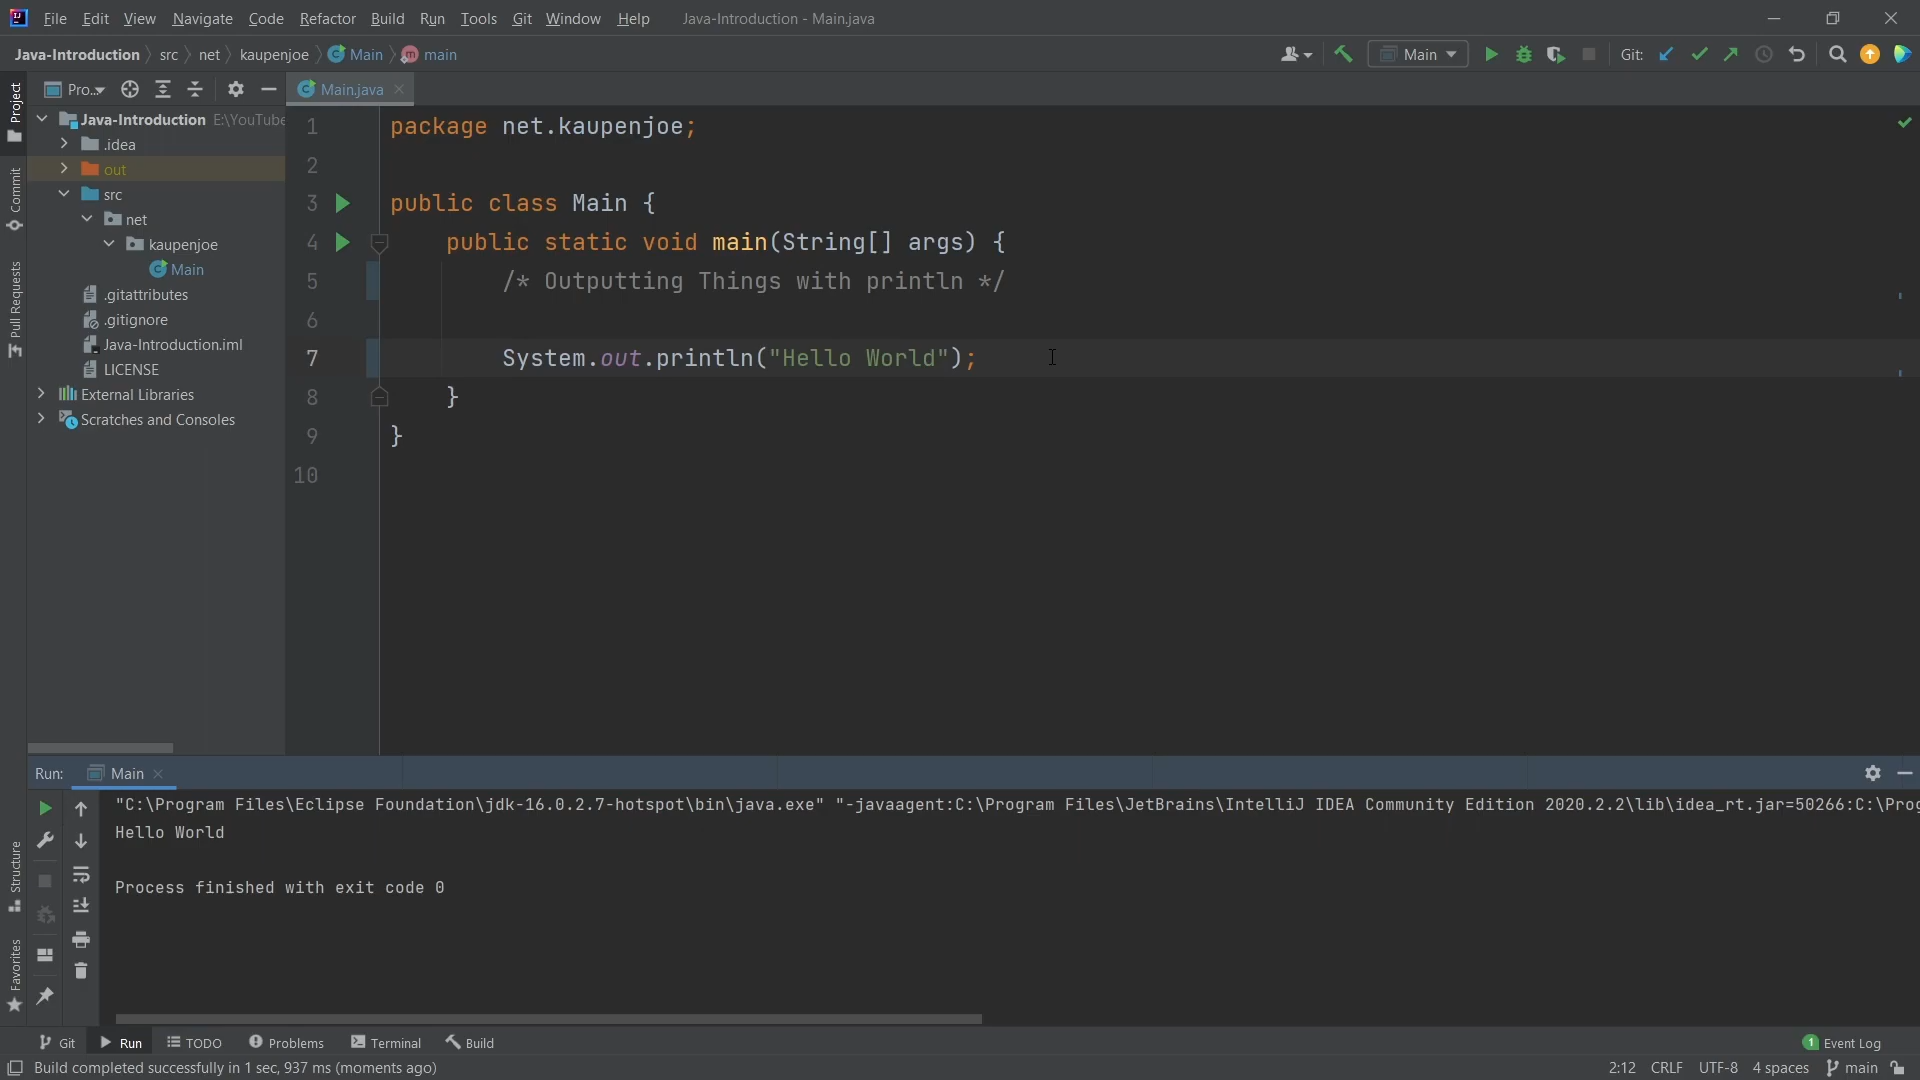 File Edit View Navigate Code Refactor Build Run Tools Git Window Help Java-Introduction - Main.java
Java-Introduction src net kaupenjoe Main main Main Git:
Pro.. Main.java
Project
Commit
Pull Requests
Structure
Favorites
Java-Introduction E:\YouTube
.idea
out
src
net
kaupenjoe
Main
.gitattributes
.gitignore
Java-Introduction.iml
LICENSE
External Libraries
Scratches and Consoles
1 package net.kaupenjoe;
2
3 public class Main {
4 public static void main(String[] args) {
5 /* Outputting Things with println */
6
7 System.out.println("Hello World");
8 }
9 }
10
Run: Main
"C:\Program Files\Eclipse Foundation\jdk-16.0.2.7-hotspot\bin\java.exe" "-javaagent:C:\Program Files\JetBrains\IntelliJ IDEA Community Edition 2020.2.2\lib\idea_rt.jar=50266:C:\Prog
Hello World
Process finished with exit code 0
Git Run TODO Problems Terminal Build 1 Event Log
Build completed successfully in 1 sec, 937 ms (moments ago) 2:12 CRLF UTF-8 4 spaces main